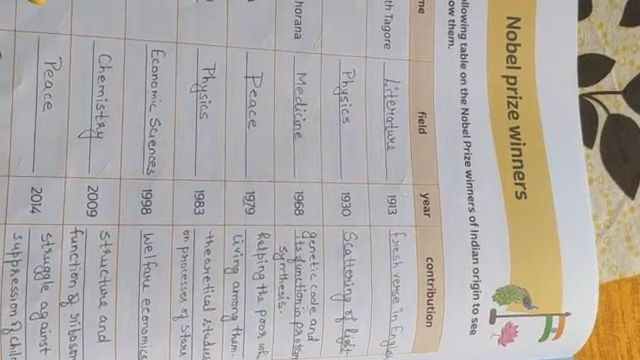 Nobel prize winners
llowing table on the Nobel Prize winners of Indian origin to see
ow them.
me field year contribution
th Tagore Literature 1913 fresh verse in
Physics 1930 Scattering of light
horana Medicine 1968 genetic code and
its function in protein
synthesis.
Peace 1979 helping the poor
living among them.
Physics 1983 theoretical
on processes of stars
Economic Sciences 1998 welfare economics
Chemistry 2009 structure and
function of
Peace 2014 struggle against
suppression of